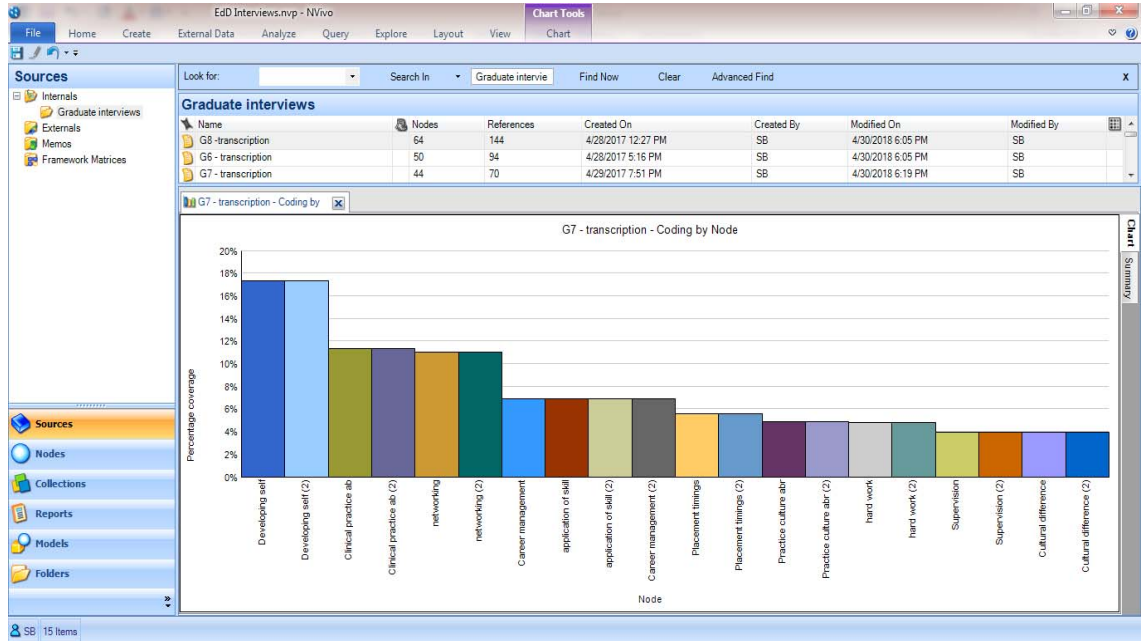 EdD Interviews.nvp - NVivo
Chart Tools
File Home Create External Data Analyze Query Explore Layout View Chart
Sources
Internals
Graduate interviews
Externals
Memos
Framework Matrices
Look for: Search In Graduate intervie Find Now Clear Advanced Find x
Graduate interviews
Name Nodes References Created On Created By Modified On Modified By
G8 -transcription 64 144 4/28/2017 12:27 PM SB 4/30/2018 6:05 PM SB
G6 - transcription 50 94 4/28/2017 5:16 PM SB 4/30/2018 6:05 PM SB
G7 - transcription 44 70 4/29/2017 7:51 PM SB 4/30/2018 6:19 PM SB
G7 - transcription - Coding by
G7 - transcription - Coding by Node
Chart
Summary
Percentage coverage
20%
18%
16%
14%
12%
10%
8%
6%
4%
2%
0%
Developing self
Developing self (2)
Clinical practice ab
Clinical practice ab (2)
networking
networking (2)
Career management
application of skill
application of skill (2)
Career management (2)
Placement timings
Placement timings (2)
Practice culture abr
Practice culture abr (2)
hard work
hard work (2)
Supervision
Supervision (2)
Cultural difference
Cultural difference (2)
Node
Sources
Nodes
Collections
Reports
Models
Folders
SB 15 Items